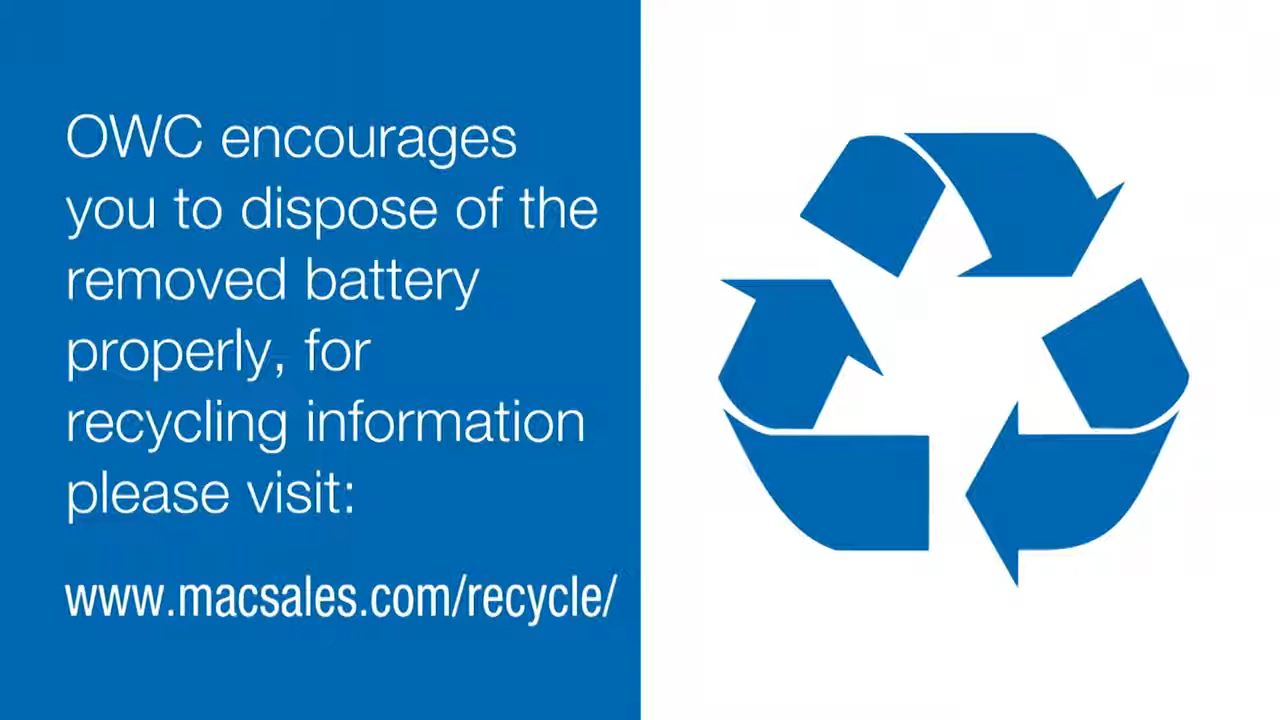 OWC encourages
you to dispose of the
removed battery
properly, for
recycling information
please visit:
www.macsales.com/recycle/